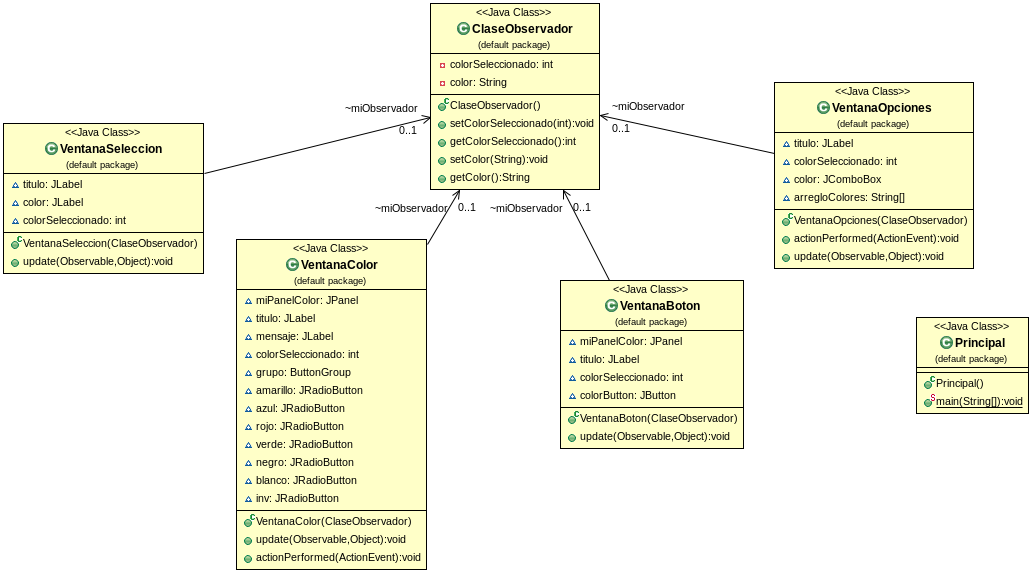 <<Java Class>>
ClaseObservador
(default package)
colorSeleccionado: int
color: String
ClaseObservador()
setColorSeleccionado(int):void
getColorSeleccionado():int
setColor(String):void
getColor():String
~miObservador
0..1
~miObservador
0..1
~miObservador
0..1
~miObservador
0..1
<<Java Class>>
VentanaSeleccion
(default package)
titulo: JLabel
color: JLabel
colorSeleccionado: int
VentanaSeleccion(ClaseObservador)
update(Observable,Object):void
<<Java Class>>
VentanaColor
(default package)
miPanelColor: JPanel
titulo: JLabel
mensaje: JLabel
colorSeleccionado: int
grupo: ButtonGroup
amarillo: JRadioButton
azul: JRadioButton
rojo: JRadioButton
verde: JRadioButton
negro: JRadioButton
blanco: JRadioButton
inv: JRadioButton
VentanaColor(ClaseObservador)
update(Observable,Object):void
actionPerformed(ActionEvent):void
<<Java Class>>
VentanaBoton
(default package)
miPanelColor: JPanel
titulo: JLabel
colorSeleccionado: int
colorButton: JButton
VentanaBoton(ClaseObservador)
update(Observable,Object):void
<<Java Class>>
VentanaOpciones
(default package)
titulo: JLabel
colorSeleccionado: int
color: JComboBox
arregloColores: String[]
VentanaOpciones(ClaseObservador)
actionPerformed(ActionEvent):void
update(Observable,Object):void
<<Java Class>>
Principal
(default package)
Principal()
main(String[]):void